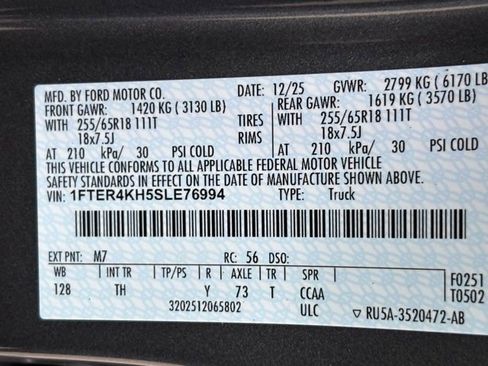 MFD. BY FORD MOTOR CO. DATE: 12/25 GVWR: 2799 KG ( 6170 LB)
FRONT GAWR: 1420 KG ( 3130 LB) REAR GAWR: 1619 KG ( 3570 LB)
WITH 255/65R18 111T TIRES WITH 255/65R18 111T
18x7.5J RIMS 18x7.5J
AT 210 kPa/ 30 PSI COLD AT 210 kPa/ 30 PSI COLD
THIS VEHICLE CONFORMS TO ALL APPLICABLE FEDERAL MOTOR VEHICLE
SAFETY STANDARDS IN EFFECT ON THE DATE OF MANUFACTURE SHOWN ABOVE.
VIN: 1FTER4KH5SLE76994 TYPE: Truck
EXT PNT: M7 RC: 56 DSO:
WB INT TR TP/PS R AXLE TR SPR F0251
128 TH Y 73 T CCAA T0502
3202512065802 ULC ▽ RU5A-3520472-AB